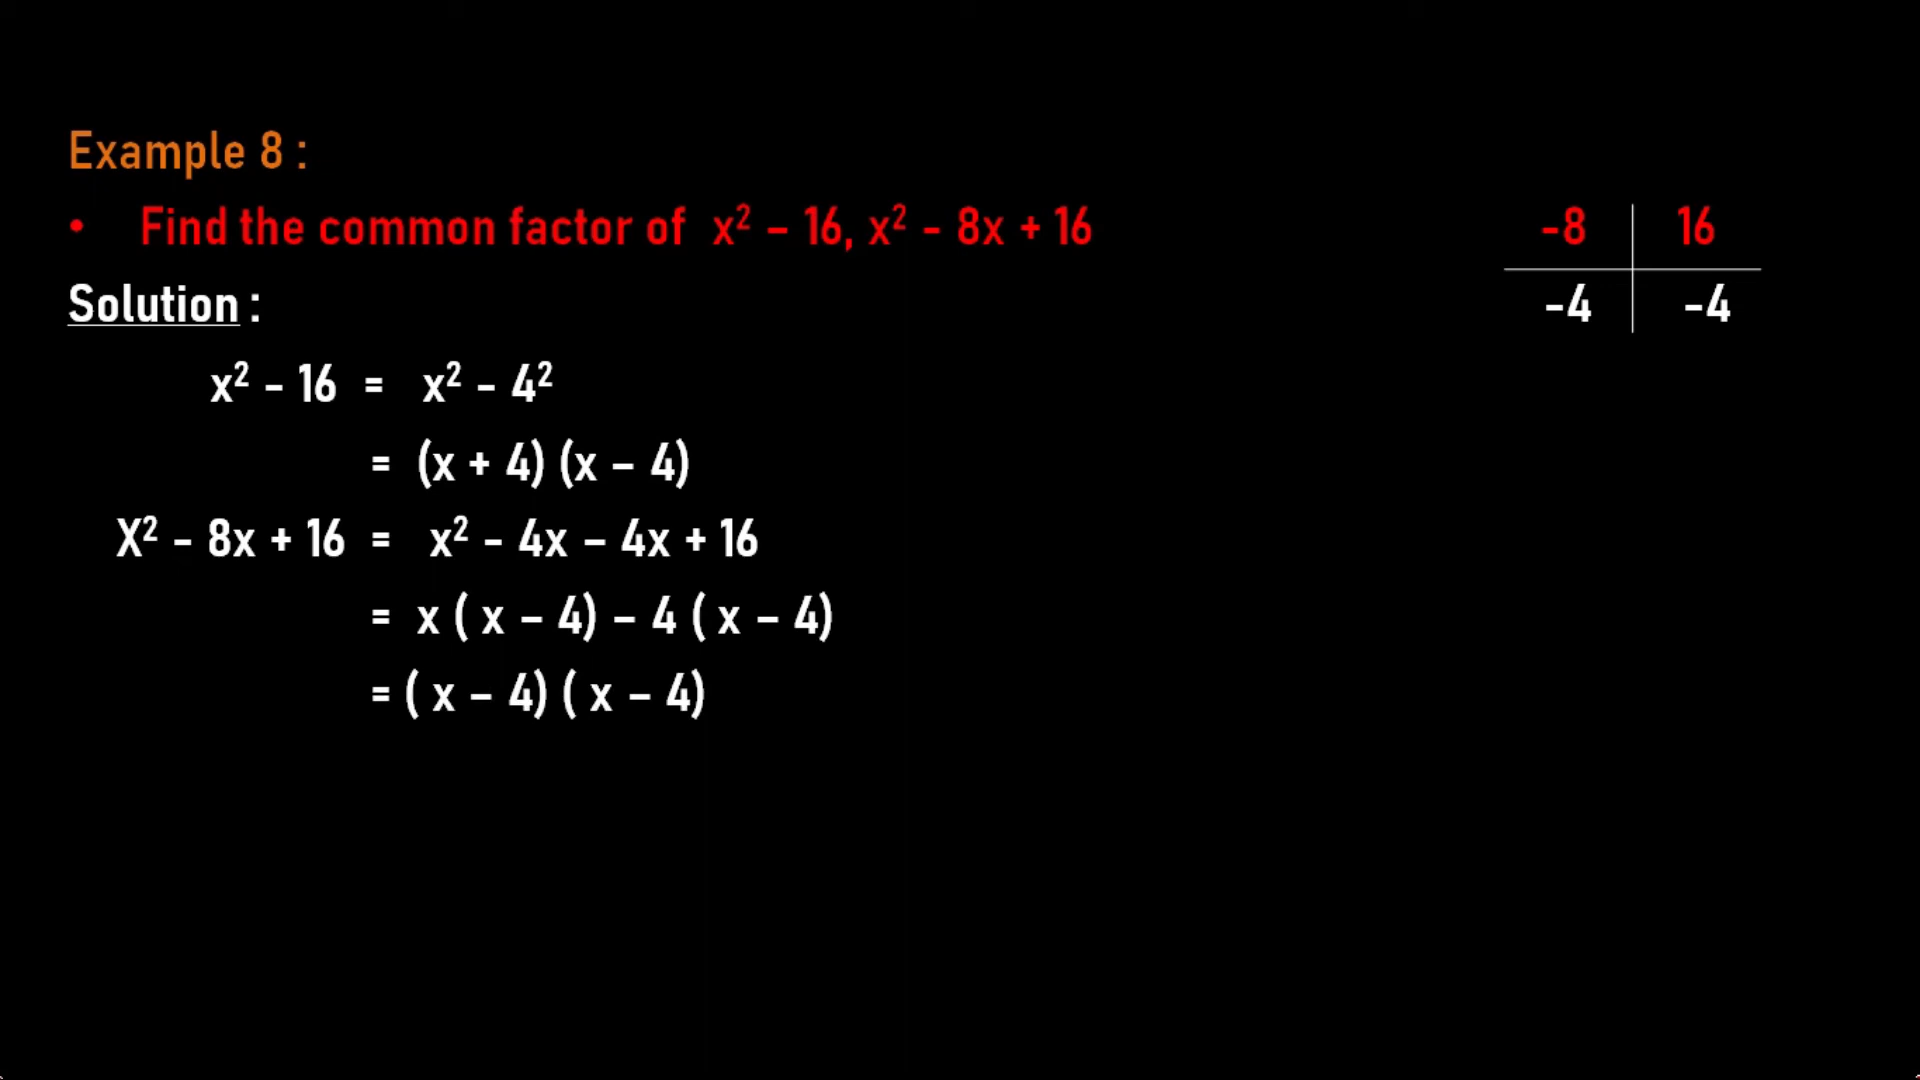 Example 8 :
• Find the common factor of x² – 16, x² - 8x + 16
-8 16
-4 -4
Solution :
x² - 16 = x² - 4²
= (x + 4) (x – 4)
X² - 8x + 16 = x² - 4x – 4x + 16
= x ( x – 4) – 4 ( x – 4)
= ( x – 4) ( x – 4)